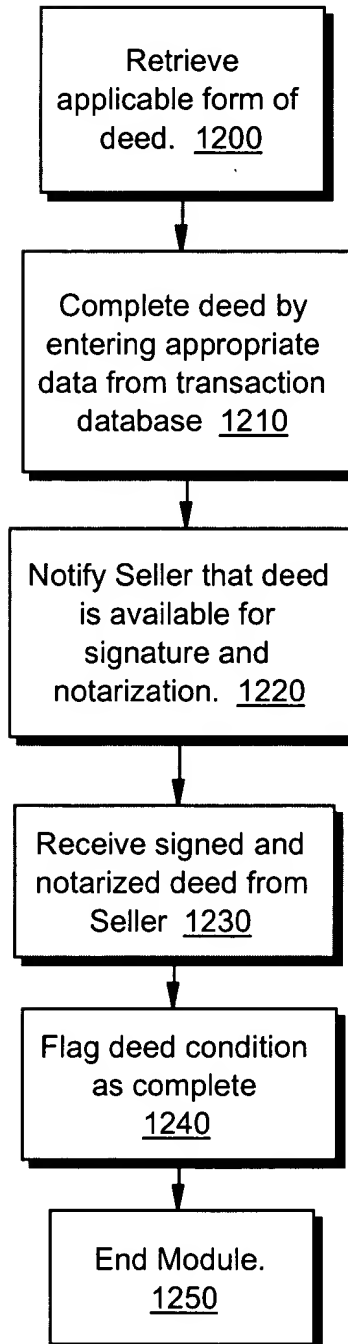 Retrieve
applicable form of
deed. 1200
Complete deed by
entering appropriate
data from transaction
database 1210
Notify Seller that deed
is available for
signature and
notarization. 1220
Receive signed and
notarized deed from
Seller 1230
Flag deed condition
as complete
1240
End Module.
1250